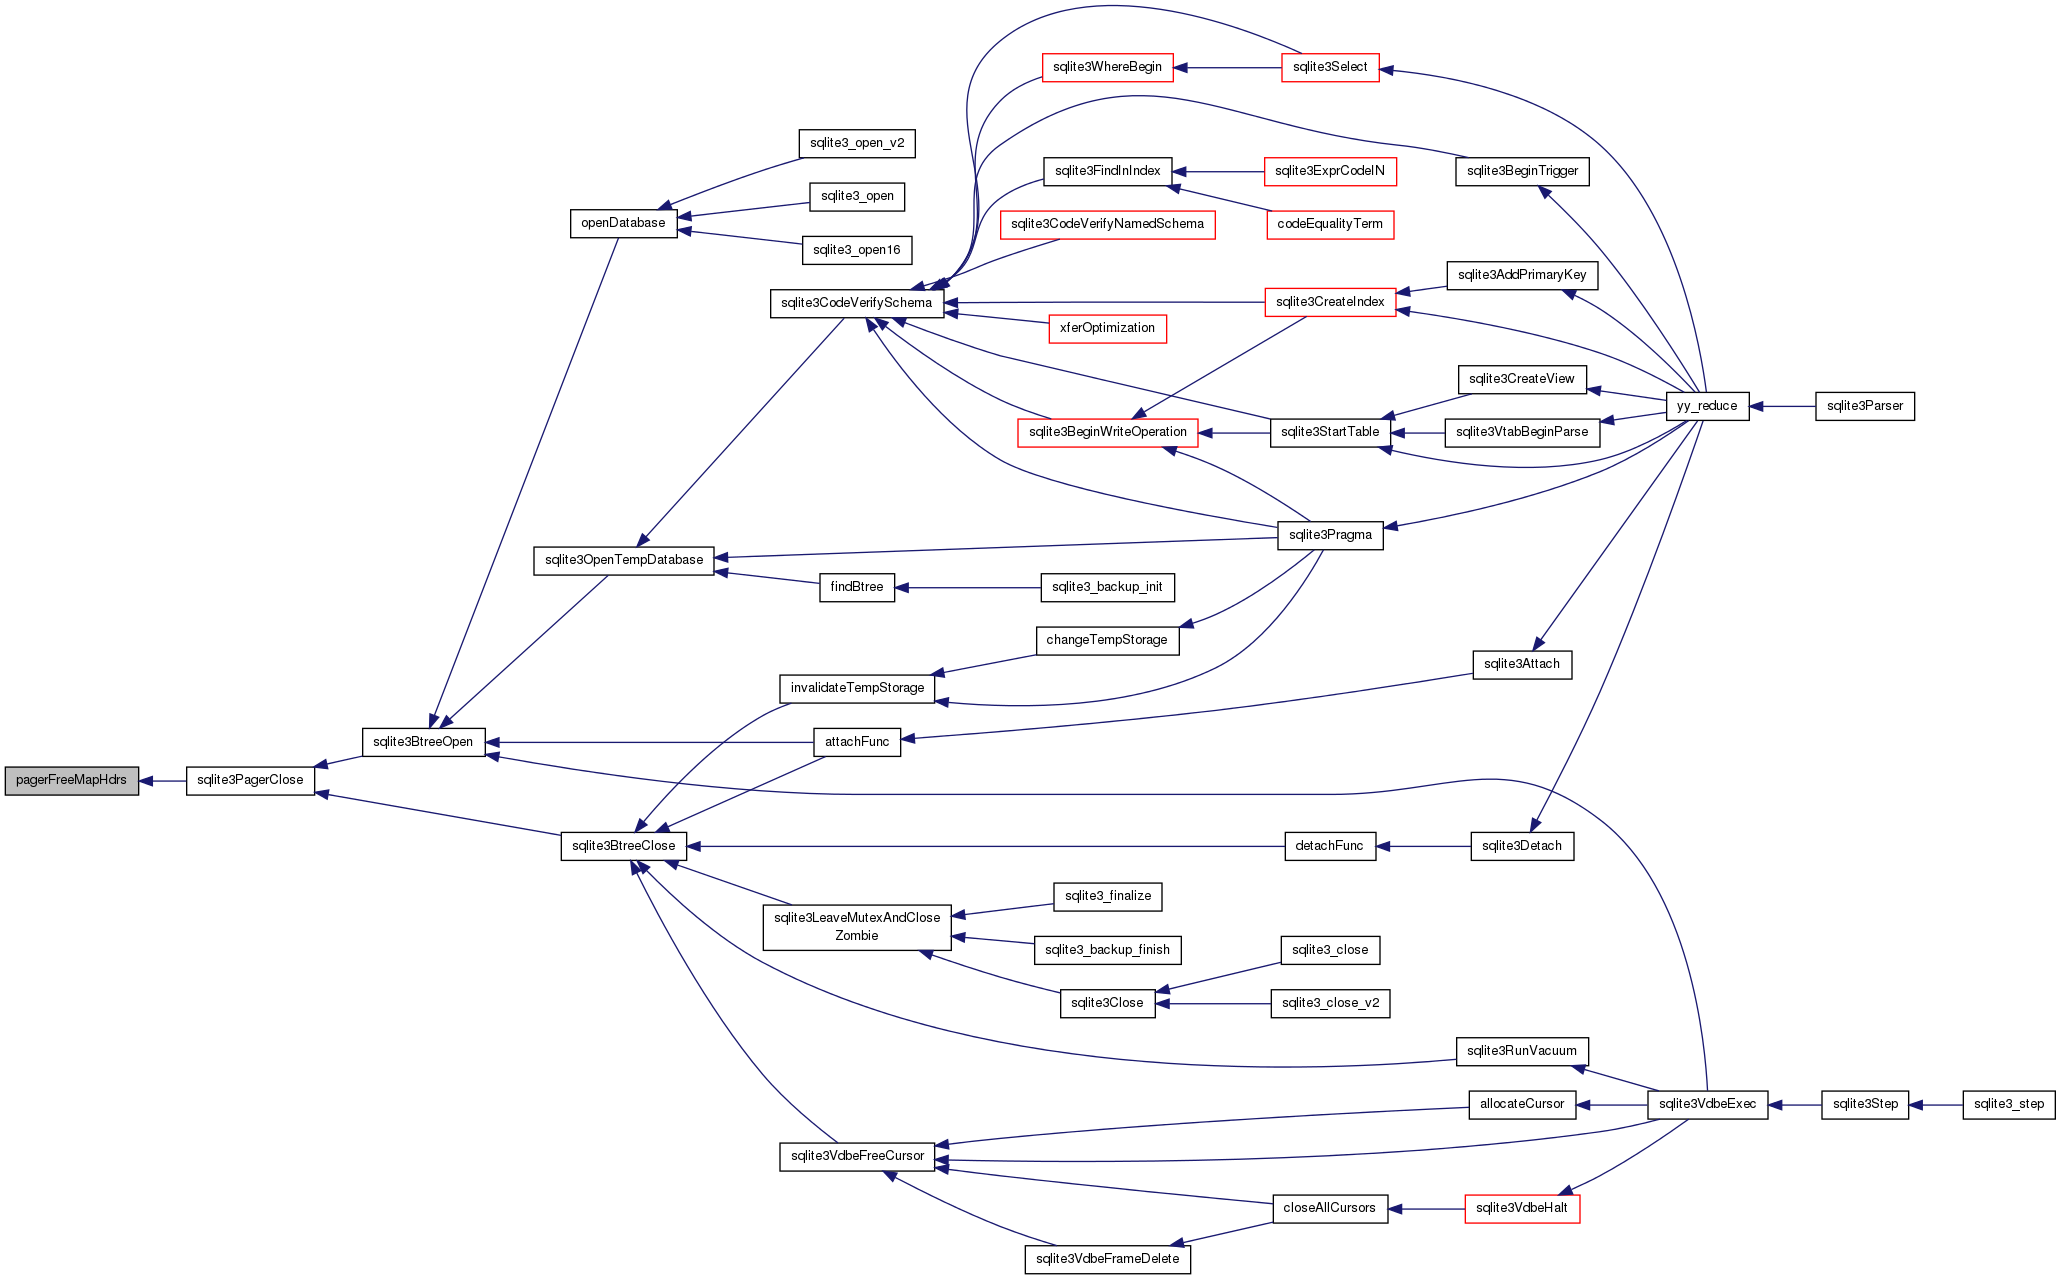 sqlite3WhereBegin
sqlite3Select
sqlite3_open_v2
sqlite3FindInIndex
sqlite3ExprCodeIN
sqlite3BeginTrigger
sqlite3_open
openDatabase
sqlite3CodeVerifyNamedSchema
codeEqualityTerm
sqlite3_open16
sqlite3AddPrimaryKey
sqlite3CodeVerifySchema
sqlite3CreateIndex
xferOptimization
sqlite3CreateView
yy_reduce
sqlite3Parser
sqlite3BeginWriteOperation
sqlite3StartTable
sqlite3VtabBeginParse
sqlite3Pragma
sqlite3OpenTempDatabase
findBtree
sqlite3_backup_init
changeTempStorage
sqlite3Attach
invalidateTempStorage
sqlite3BtreeOpen
attachFunc
pagerFreeMapHdrs
sqlite3PagerClose
sqlite3BtreeClose
detachFunc
sqlite3Detach
sqlite3_finalize
sqlite3LeaveMutexAndClose
Zombie
sqlite3_backup_finish
sqlite3_close
sqlite3Close
sqlite3_close_v2
sqlite3RunVacuum
allocateCursor
sqlite3VdbeExec
sqlite3Step
sqlite3_step
sqlite3VdbeFreeCursor
closeAllCursors
sqlite3VdbeHalt
sqlite3VdbeFrameDelete